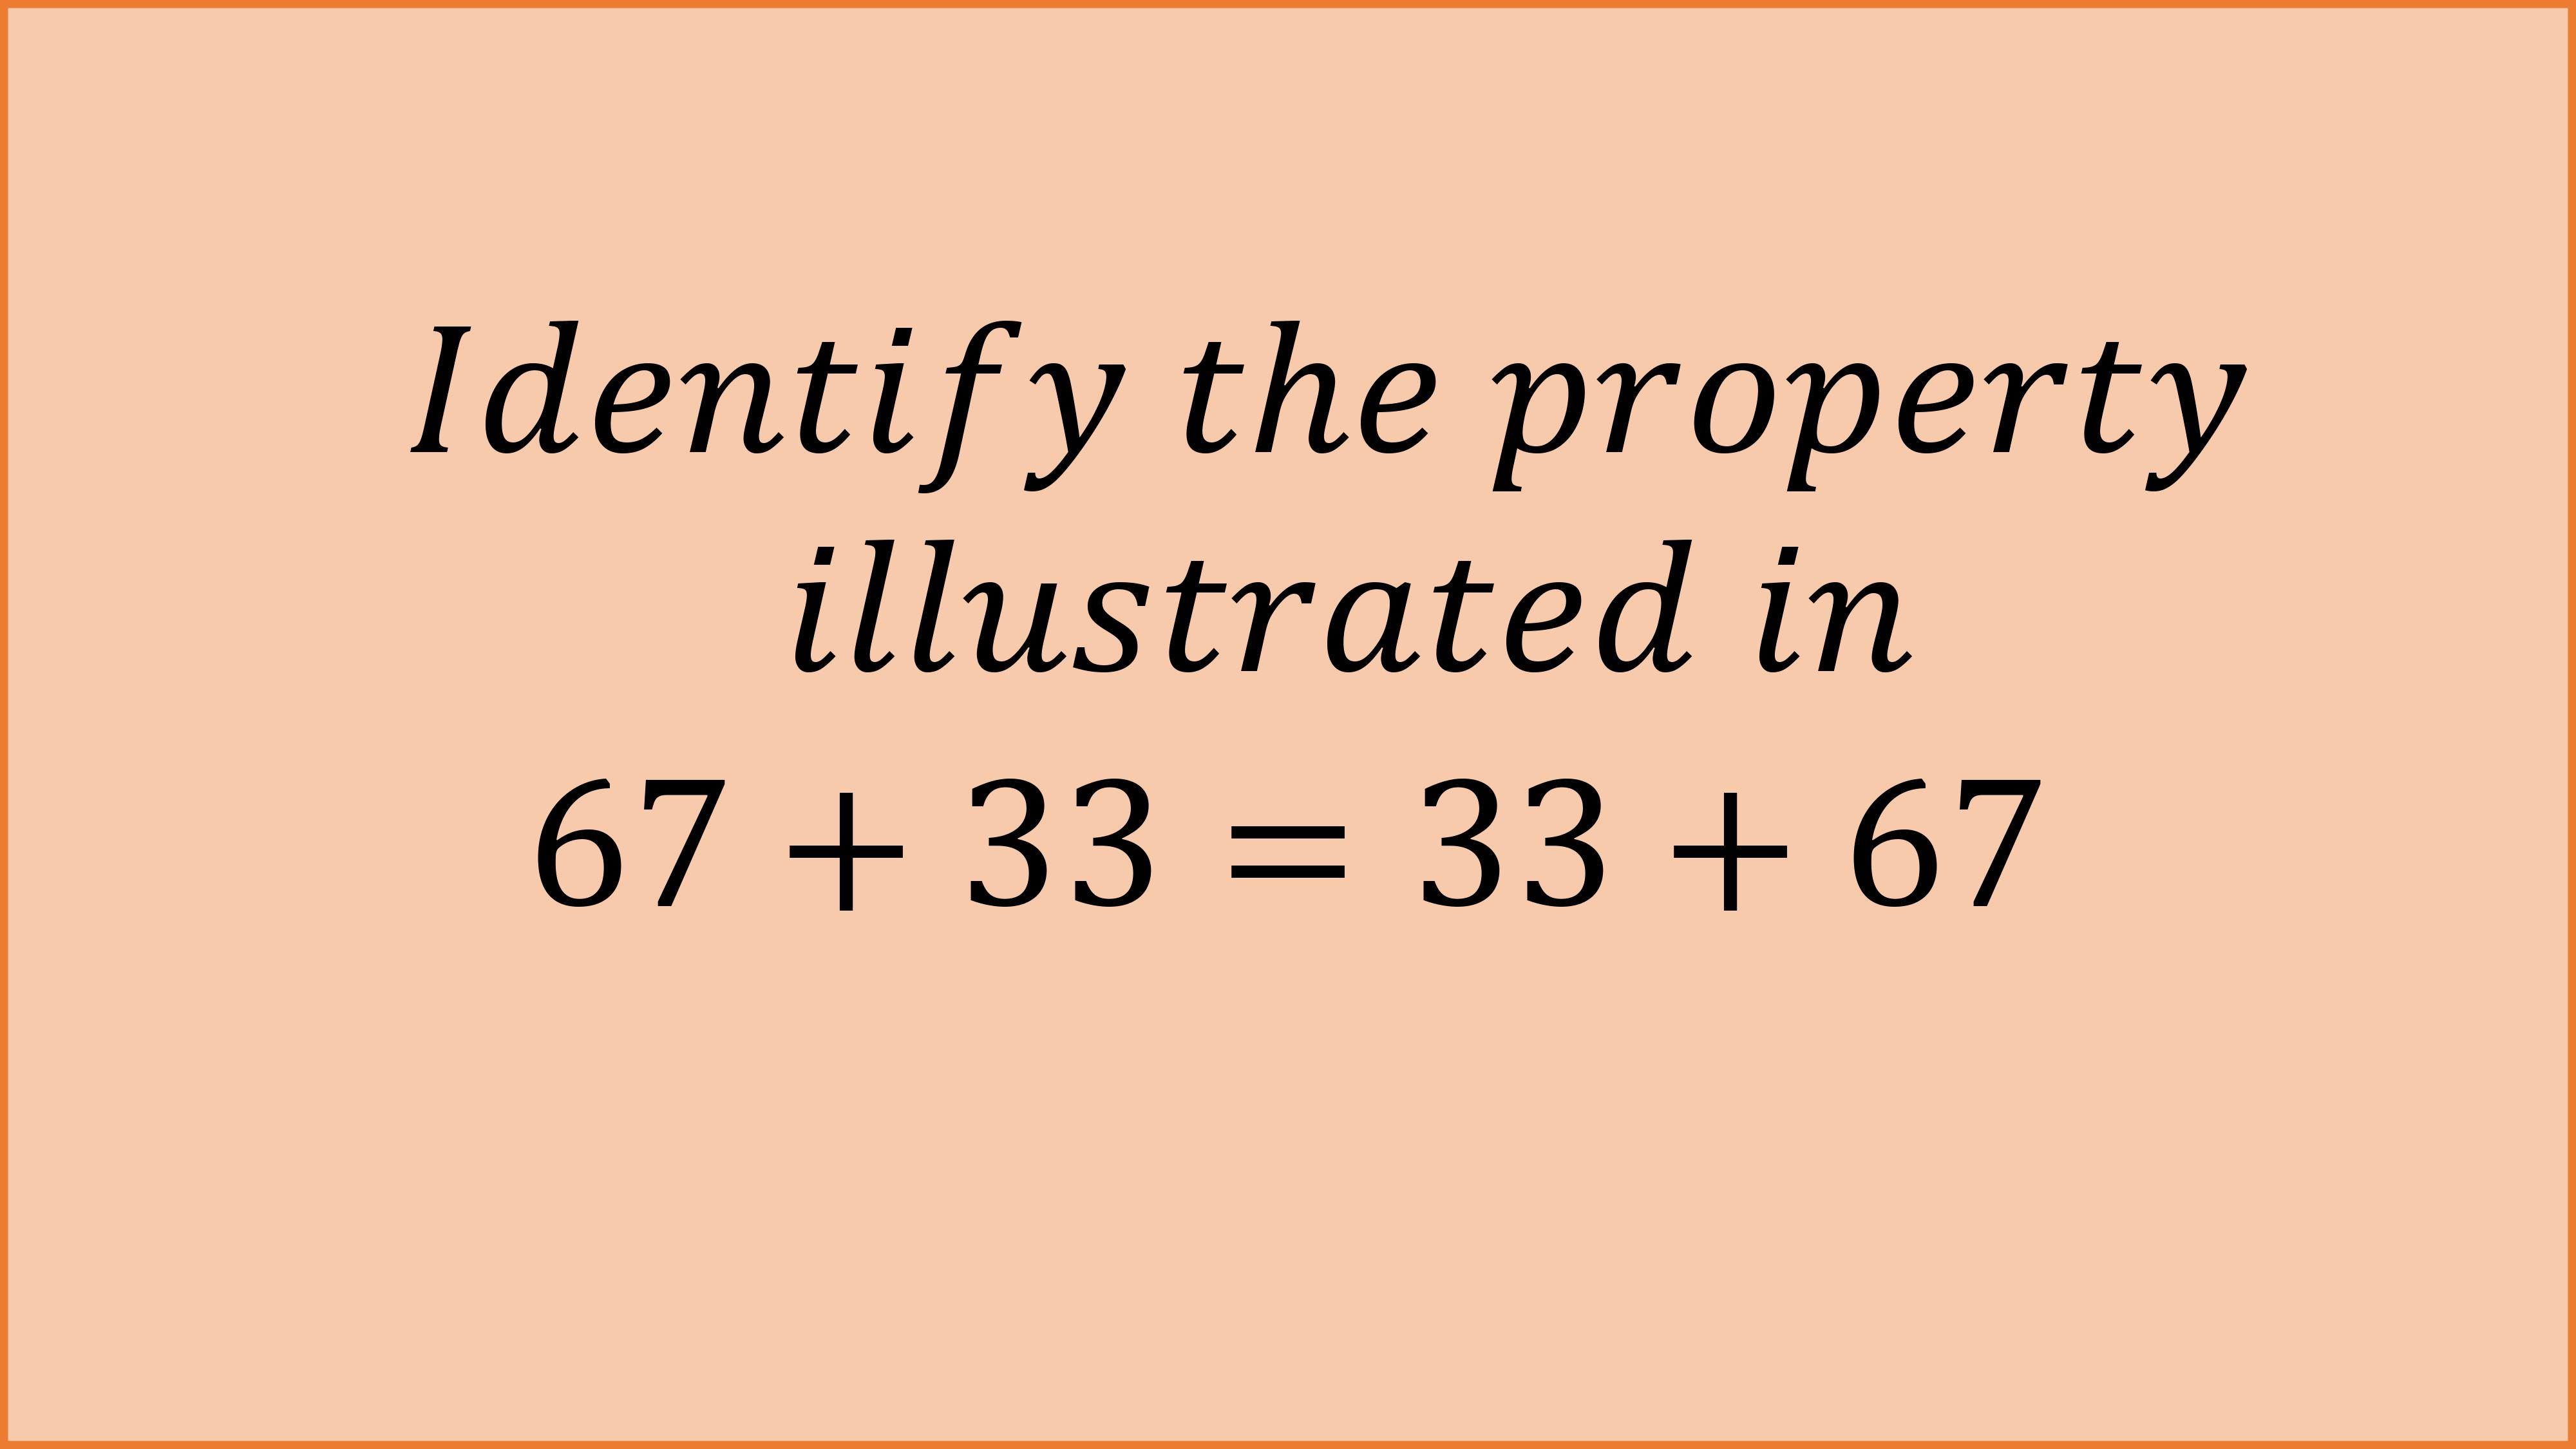 Identify the property
illustrated in
67 + 33 = 33 + 67